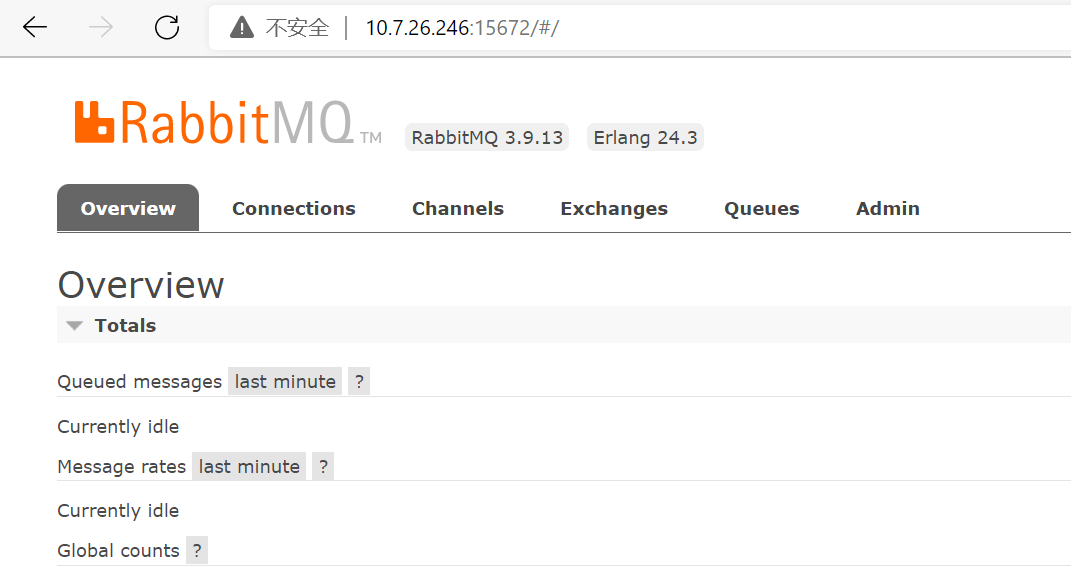 不安全 | 10.7.26.246:15672/#/
RabbitMQ TM RabbitMQ 3.9.13 Erlang 24.3
Overview Connections Channels Exchanges Queues Admin
Overview
Totals
Queued messages last minute ?
Currently idle
Message rates last minute ?
Currently idle
Global counts ?